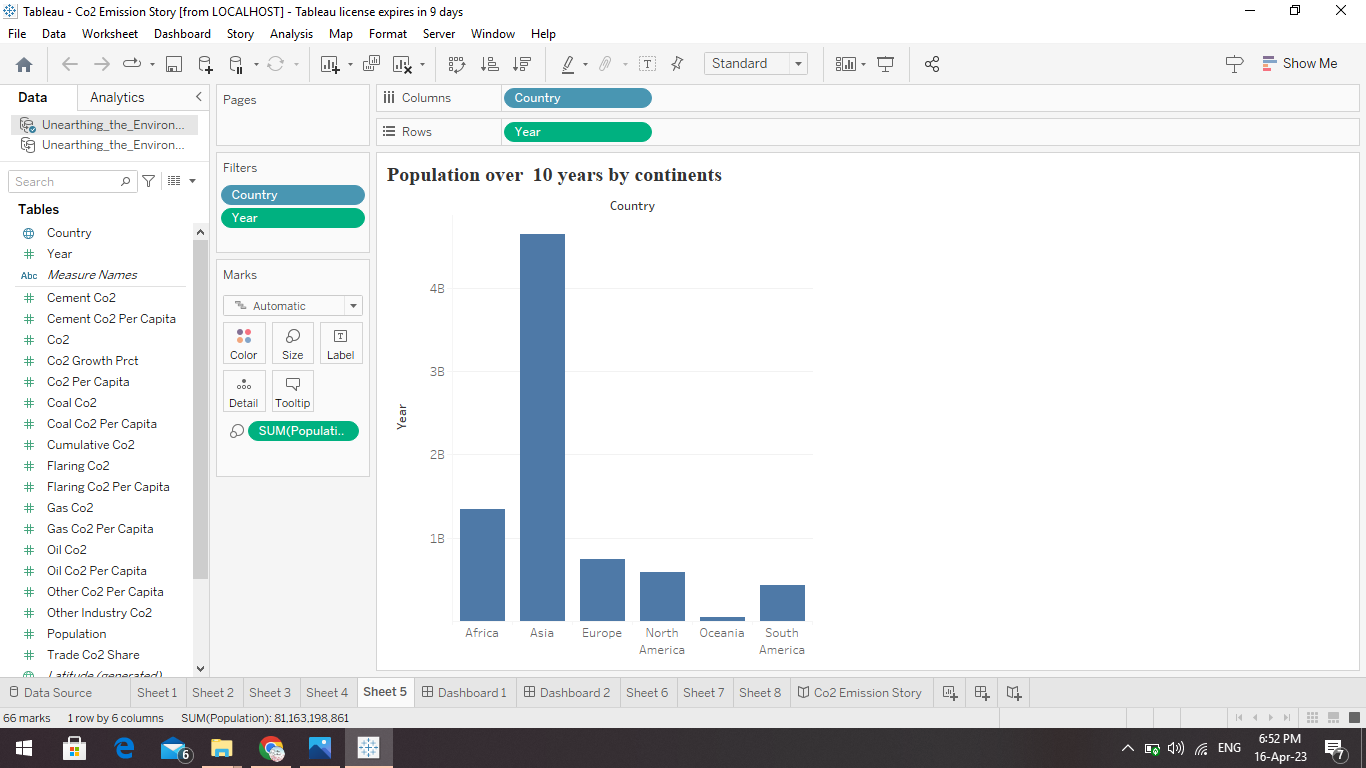 Tableau - Co2 Emission Story [from LOCALHOST] - Tableau license expires in 9 days
File Data Worksheet Dashboard Story Analysis Map Format Server Window Help
Standard
Show Me
Data Analytics
Unearthing_the_Environ...
Unearthing_the_Environ...
Search
Tables
Country
Year
Abc Measure Names
Cement Co2
Cement Co2 Per Capita
Co2
Co2 Growth Prct
Co2 Per Capita
Coal Co2
Coal Co2 Per Capita
Cumulative Co2
Flaring Co2
Flaring Co2 Per Capita
Gas Co2
Gas Co2 Per Capita
Oil Co2
Oil Co2 Per Capita
Other Co2 Per Capita
Other Industry Co2
Population
Trade Co2 Share
Latitude (generated)
Pages
Filters
Country
Year
Marks
Automatic
Color Size T Label
Detail Tooltip
SUM(Populati..
Columns Country
Rows Year
Population over 10 years by continents
Country
Year
4B
3B
2B
1B
Africa Asia Europe North America Oceania South America
Data Source Sheet 1 Sheet 2 Sheet 3 Sheet 4 Sheet 5 Dashboard 1 Dashboard 2 Sheet 6 Sheet 7 Sheet 8 Co2 Emission Story
66 marks 1 row by 6 columns SUM(Population): 81,163,198,861
6
ENG
6:52 PM
16-Apr-23
7